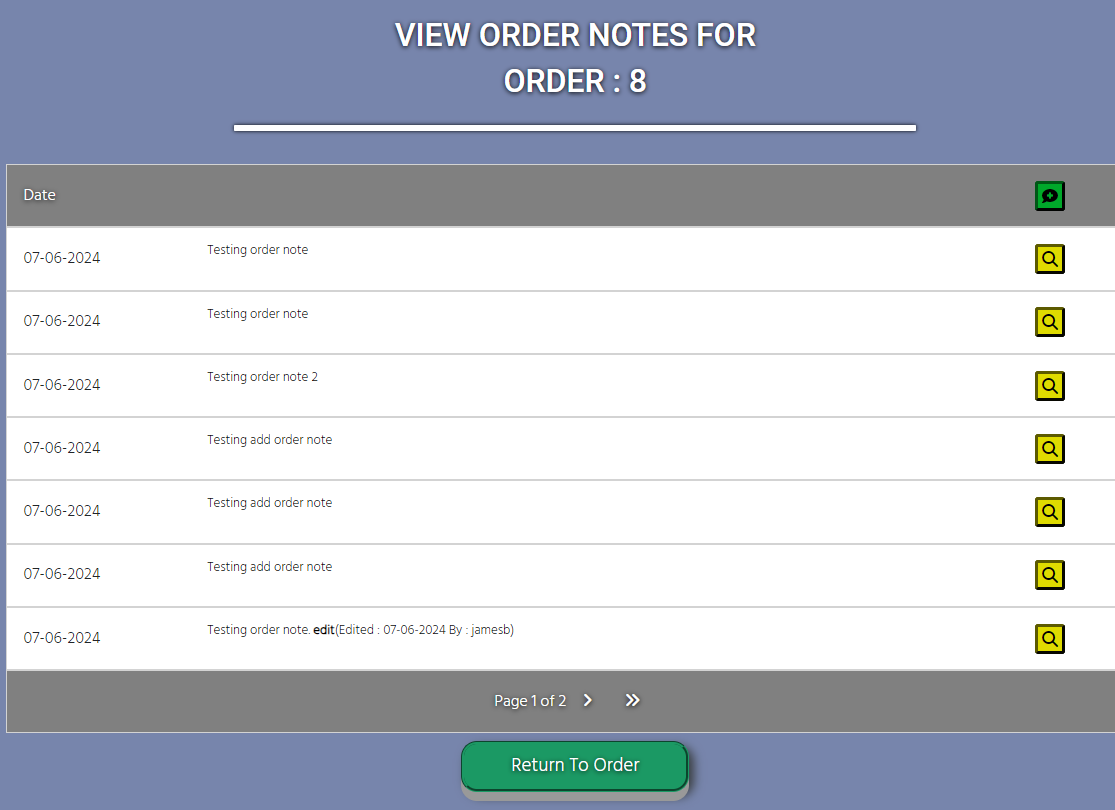 VIEW ORDER NOTES FOR
ORDER : 8
Date
07-06-2024 Testing order note
07-06-2024 Testing order note
07-06-2024 Testing order note 2
07-06-2024 Testing add order note
07-06-2024 Testing add order note
07-06-2024 Testing add order note
07-06-2024 Testing order note. edit(Edited : 07-06-2024 By : jamesb)
Page 1 of 2
Return To Order